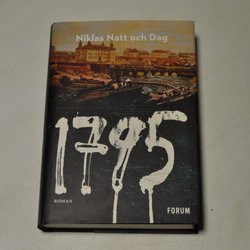 Niklas Natt och Dag
1795
ROMAN
FORUM